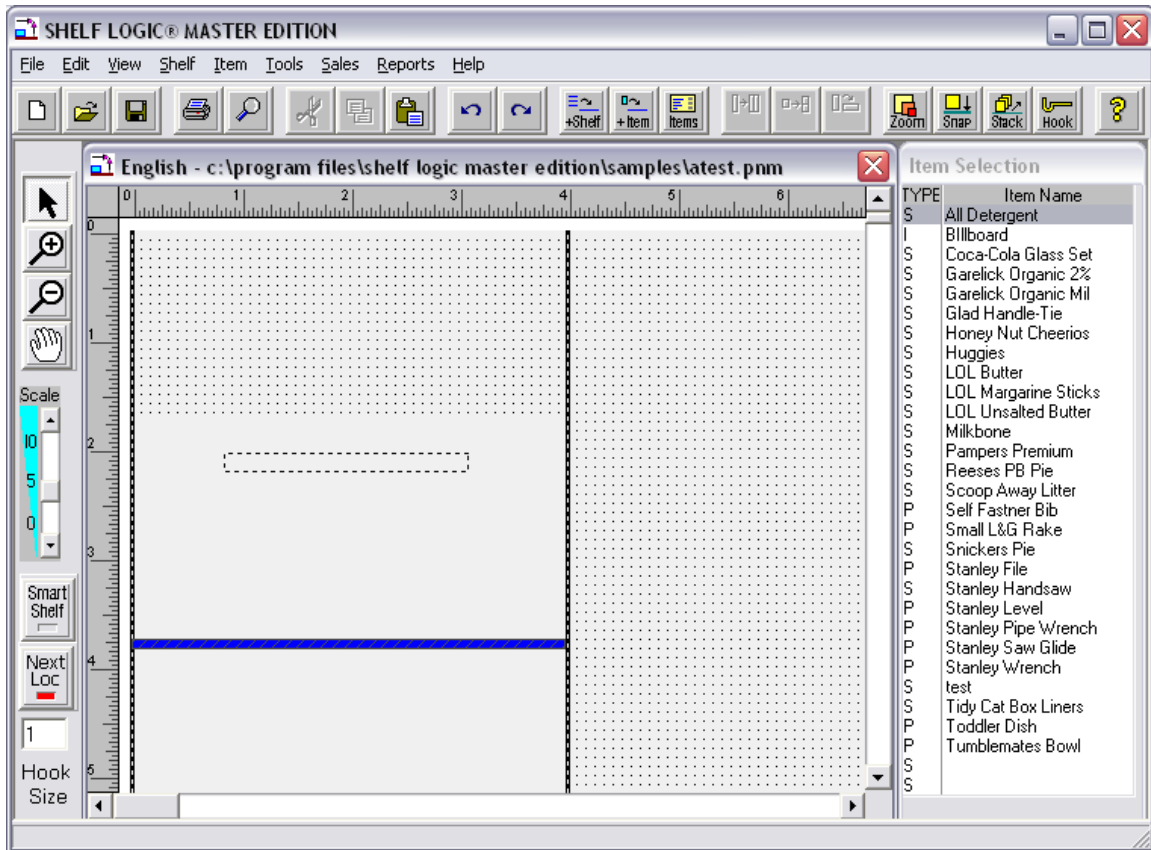 SHELF LOGIC® MASTER EDITION
File Edit View Shelf Item Tools Sales Reports Help
+Shelf +Item Items Zoom Snap Stack Hook ?
English - c:\program files\shelf logic master edition\samples\atest.pnm
Item Selection
0 1 2 3 4 5 6
TYPE Item Name
S All Detergent
I BIllboard
S Coca-Cola Glass Set
S Garelick Organic 2%
S Garelick Organic Mil
S Glad Handle-Tie
S Honey Nut Cheerios
S Huggies
S LOL Butter
S LOL Margarine Sticks
S LOL Unsalted Butter
S Milkbone
S Pampers Premium
S Reeses PB Pie
S Scoop Away Litter
P Self Fastner Bib
P Small L&G Rake
S Snickers Pie
P Stanley File
S Stanley Handsaw
P Stanley Level
P Stanley Pipe Wrench
P Stanley Saw Glide
P Stanley Wrench
S test
S Tidy Cat Box Liners
P Toddler Dish
P Tumblemates Bowl
S
S
0
1
2
3
4
5
Scale
10
5
0
Smart
Shelf
Next
Loc
1
Hook
Size